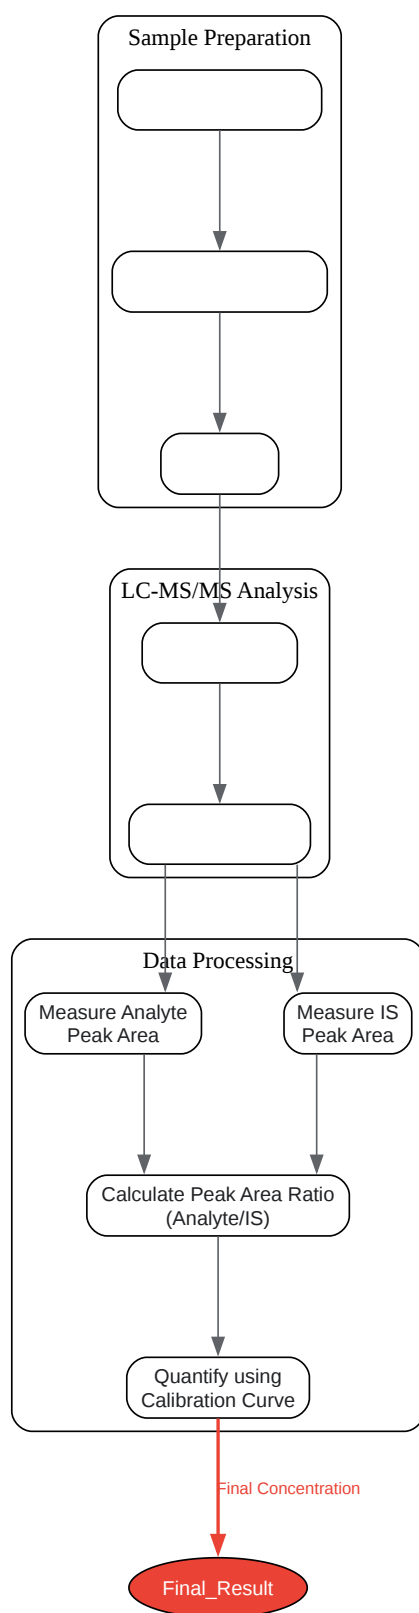 Sample Preparation
LC-MS/MS Analysis
Data Processing
Measure Analyte
Peak Area
Measure IS
Peak Area
Calculate Peak Area Ratio
(Analyte/IS)
Quantify using
Calibration Curve
Final Concentration
Final_Result